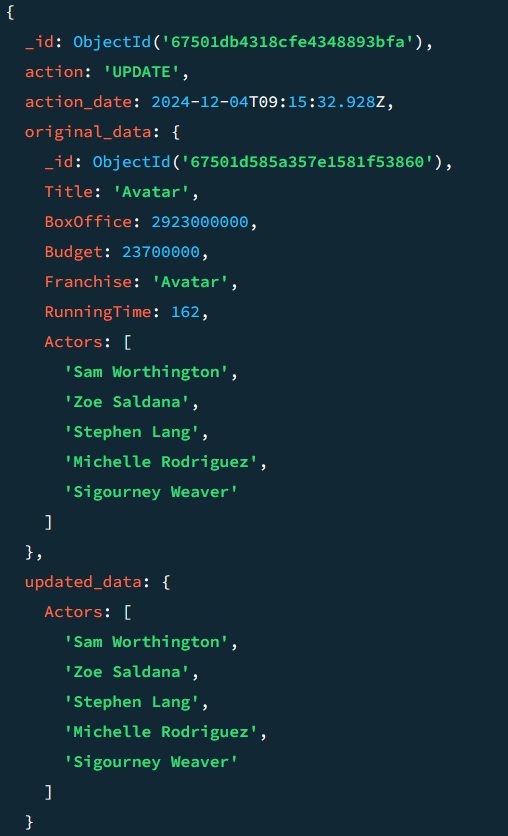 {
  _id: ObjectId('67501db4318cfe4348893bfa'),
  action: 'UPDATE',
  action_date: 2024-12-04T09:15:32.928Z,
  original_data: {
    _id: ObjectId('67501d585a357e1581f53860'),
    Title: 'Avatar',
    BoxOffice: 2923000000,
    Budget: 23700000,
    Franchise: 'Avatar',
    RunningTime: 162,
    Actors: [
      'Sam Worthington',
      'Zoe Saldana',
      'Stephen Lang',
      'Michelle Rodriguez',
      'Sigourney Weaver'
    ]
  },
  updated_data: {
    Actors: [
      'Sam Worthington',
      'Zoe Saldana',
      'Stephen Lang',
      'Michelle Rodriguez',
      'Sigourney Weaver'
    ]
  }